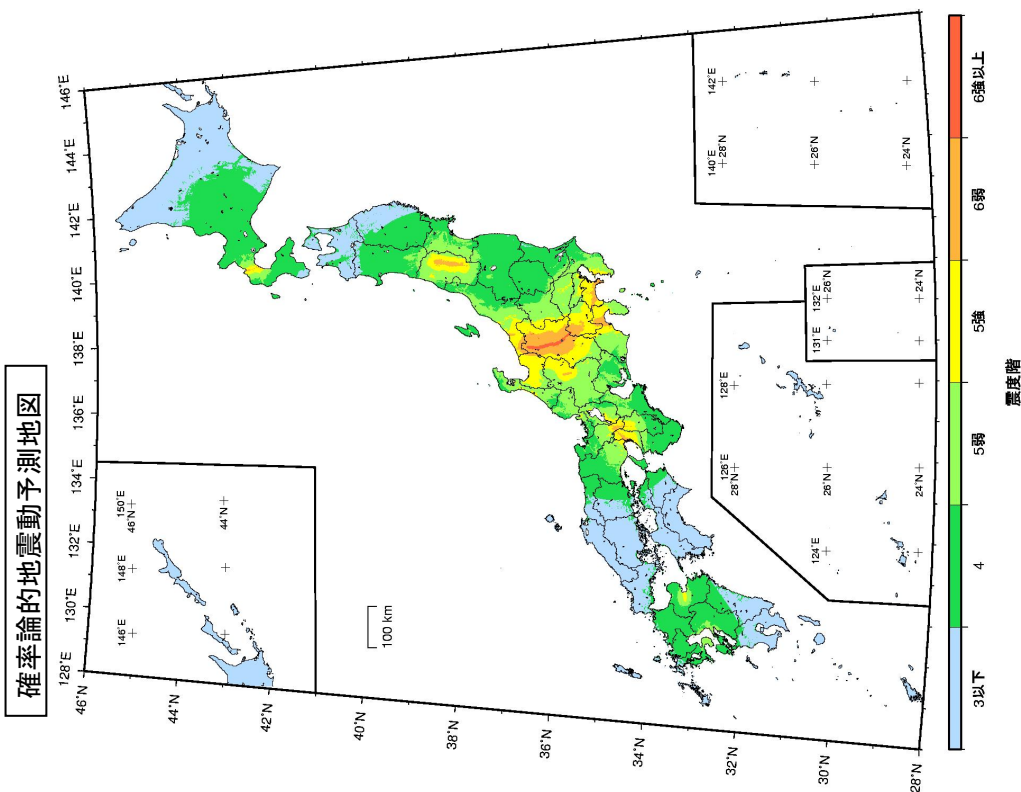 確率論的地震動予測地図
128˚E 130˚E 132˚E 134˚E 136˚E 138˚E 140˚E 142˚E 144˚E 146˚E
46˚N
44˚N
42˚N
40˚N
38˚N
36˚N
34˚N
32˚N
30˚N
28˚N
146˚E 148˚E 150˚E
46˚N
44˚N
100 km
126˚E 128˚E
28˚N
124˚E
26˚N
24˚N
131˚E 132˚E
26˚N
24˚N
140˚E 142˚E
28˚N
26˚N
24˚N
3以下 4 5弱 5強 6弱 6強以上
震度階